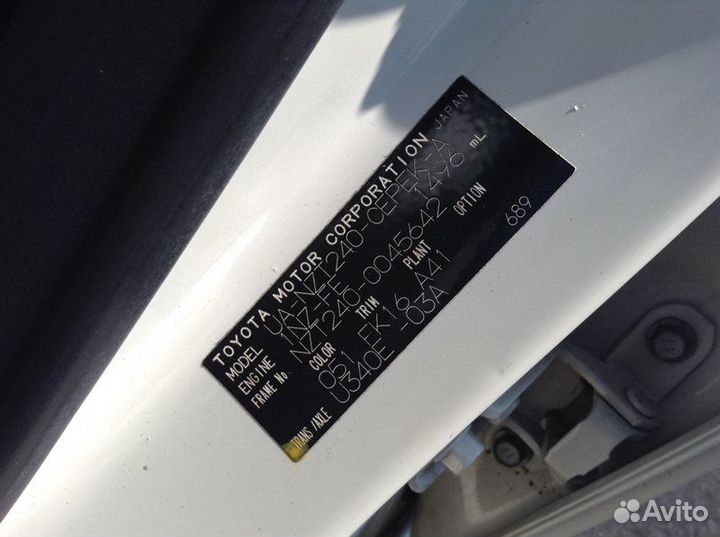 TOYOTA MOTOR CORPORATION JAPAN
MODEL UA-NZT240-CEPEK-A
ENGINE 1NZ-FE 1496 mL
FRAME No. NZT240-0045642
COLOR TRIM PLANT OPTION
051 FK16 A41 689
TRANS/AXLE U340E -03A
Avito